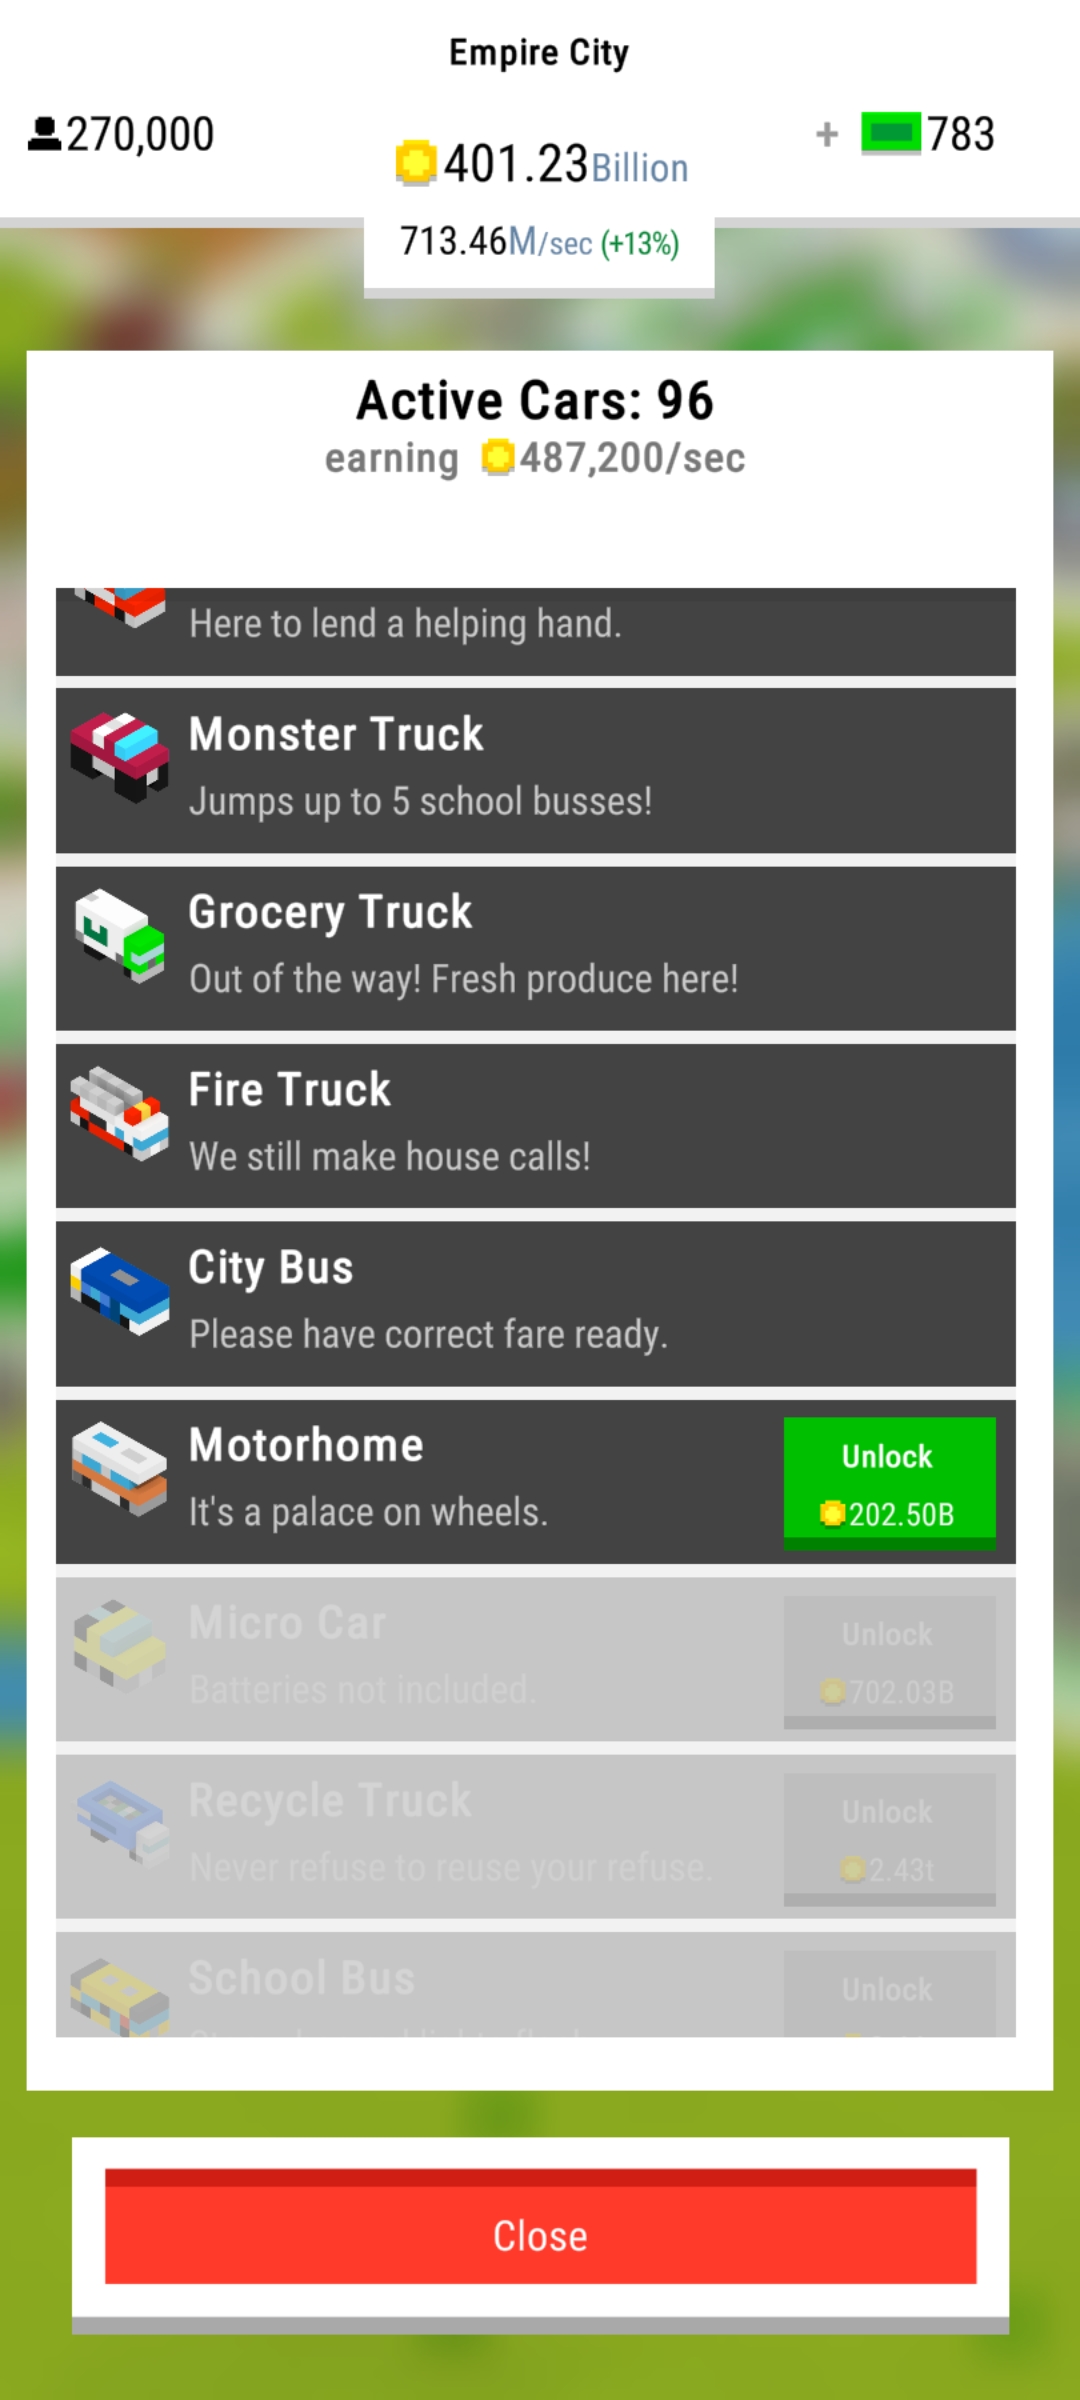 Empire City
270,000
401.23Billion
+ 783
713.46M/sec (+13%)
Active Cars: 96
earning 487,200/sec
Here to lend a helping hand.
Monster Truck
Jumps up to 5 school busses!
Grocery Truck
Out of the way! Fresh produce here!
Fire Truck
We still make house calls!
City Bus
Please have correct fare ready.
Motorhome
It's a palace on wheels.
Unlock
202.50B
Micro Car
Batteries not included.
Unlock
702.03B
Recycle Truck
Never refuse to reuse your refuse.
Unlock
2.43t
School Bus
Unlock
Close